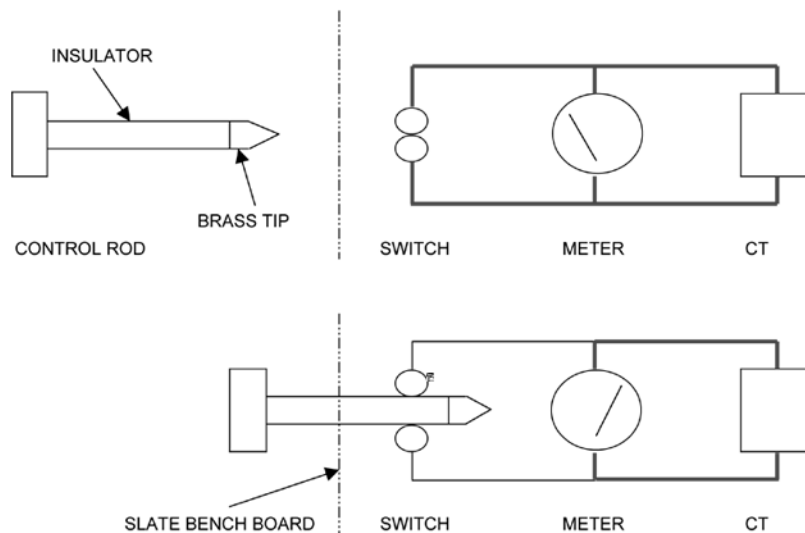 INSULATOR
BRASS TIP
CONTROL ROD
SWITCH
METER
CT
SLATE BENCH BOARD
SWITCH
METER
CT